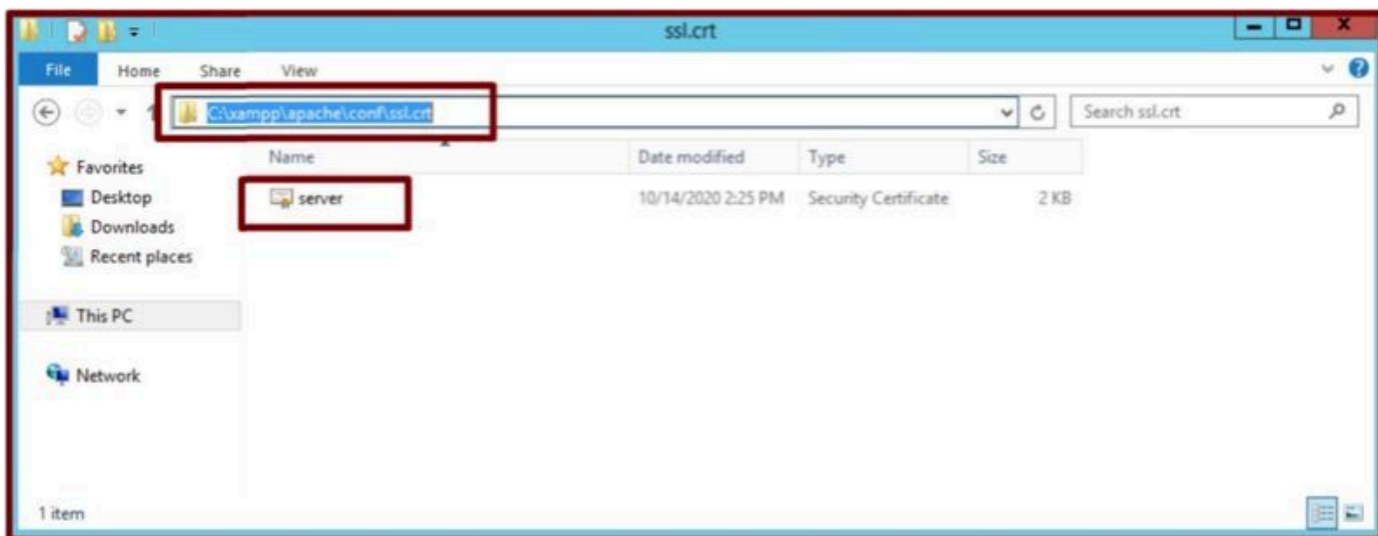 ssl.crt
File Home Share View
C:\xampp\apache\conf\ssl.crt Search ssl.crt
Favorites
Desktop
Downloads
Recent places
This PC
Network
Name Date modified Type Size
server 10/14/2020 2:25 PM Security Certificate 2 KB
1 item